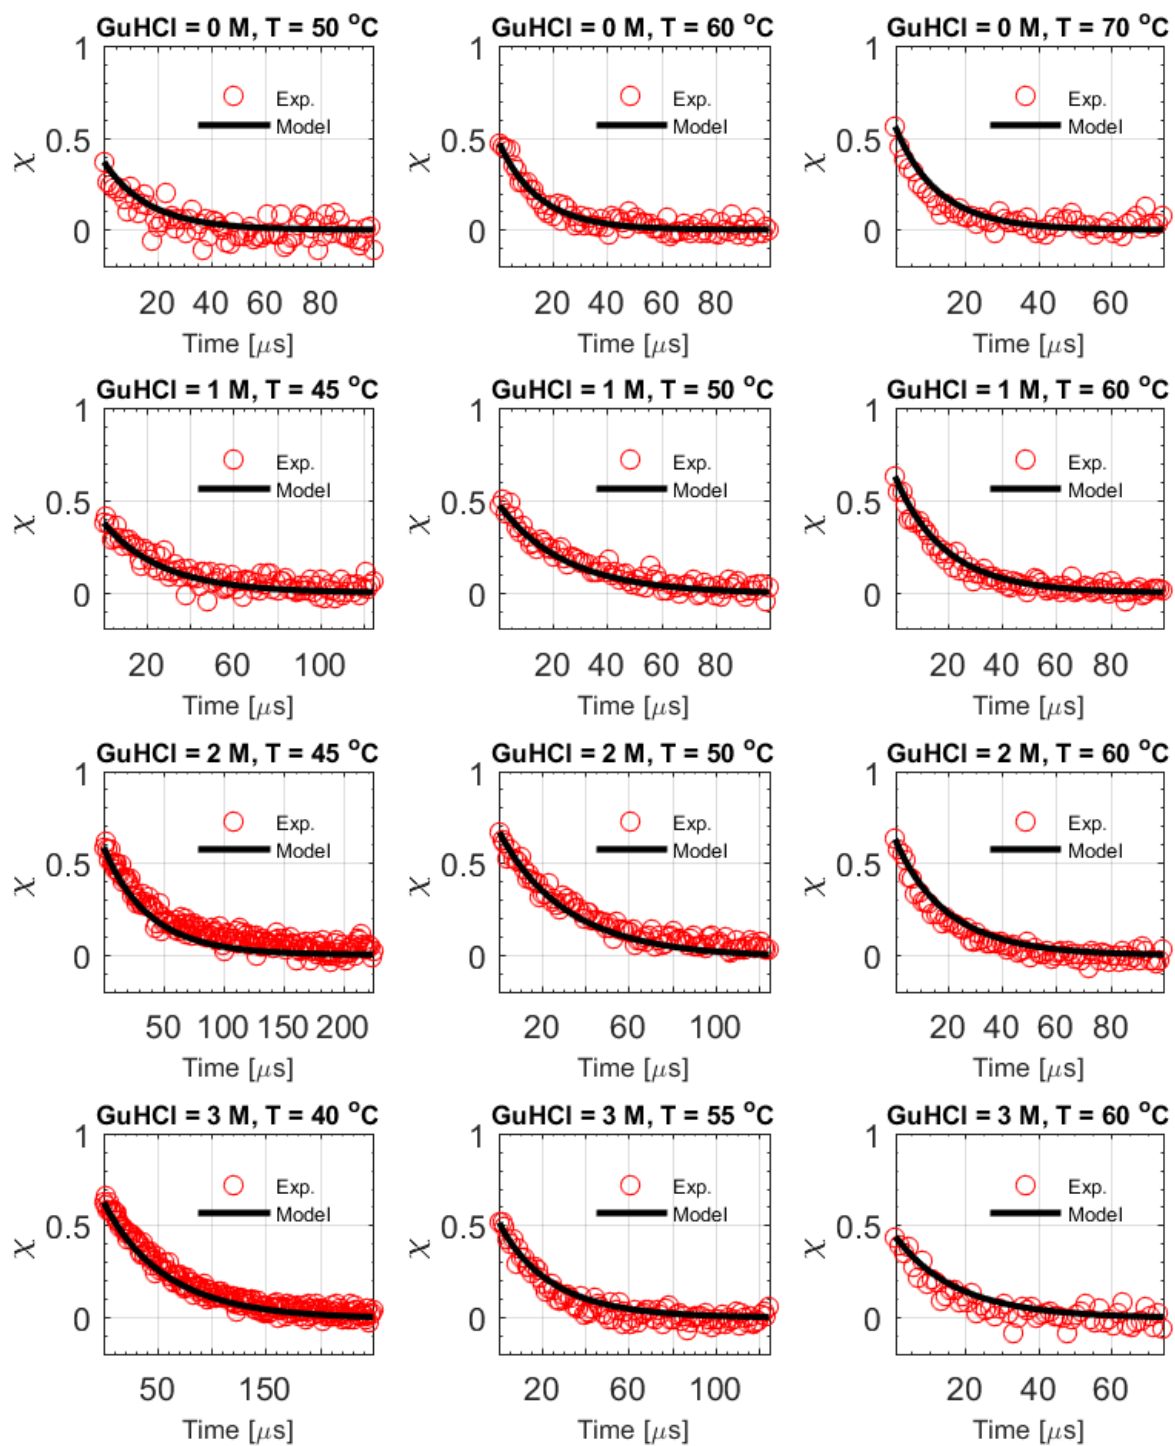 GuHCl = 0 M, T = 50 °C
1
0.5
0
χ
Exp.
Model
20 40 60 80
Time [μs]
GuHCl = 0 M, T = 60 °C
1
0.5
0
χ
Exp.
Model
20 40 60 80
Time [μs]
GuHCl = 0 M, T = 70 °C
1
0.5
0
χ
Exp.
Model
20 40 60
Time [μs]
GuHCl = 1 M, T = 45 °C
1
0.5
0
χ
Exp.
Model
20 60 100
Time [μs]
GuHCl = 1 M, T = 50 °C
1
0.5
0
χ
Exp.
Model
20 40 60 80
Time [μs]
GuHCl = 1 M, T = 60 °C
1
0.5
0
χ
Exp.
Model
20 40 60 80
Time [μs]
GuHCl = 2 M, T = 45 °C
1
0.5
0
χ
Exp.
Model
50 100 150 200
Time [μs]
GuHCl = 2 M, T = 50 °C
1
0.5
0
χ
Exp.
Model
20 60 100
Time [μs]
GuHCl = 2 M, T = 60 °C
1
0.5
0
χ
Exp.
Model
20 40 60 80
Time [μs]
GuHCl = 3 M, T = 40 °C
1
0.5
0
χ
Exp.
Model
50 150
Time [μs]
GuHCl = 3 M, T = 55 °C
1
0.5
0
χ
Exp.
Model
20 60 100
Time [μs]
GuHCl = 3 M, T = 60 °C
1
0.5
0
χ
Exp.
Model
20 40 60
Time [μs]